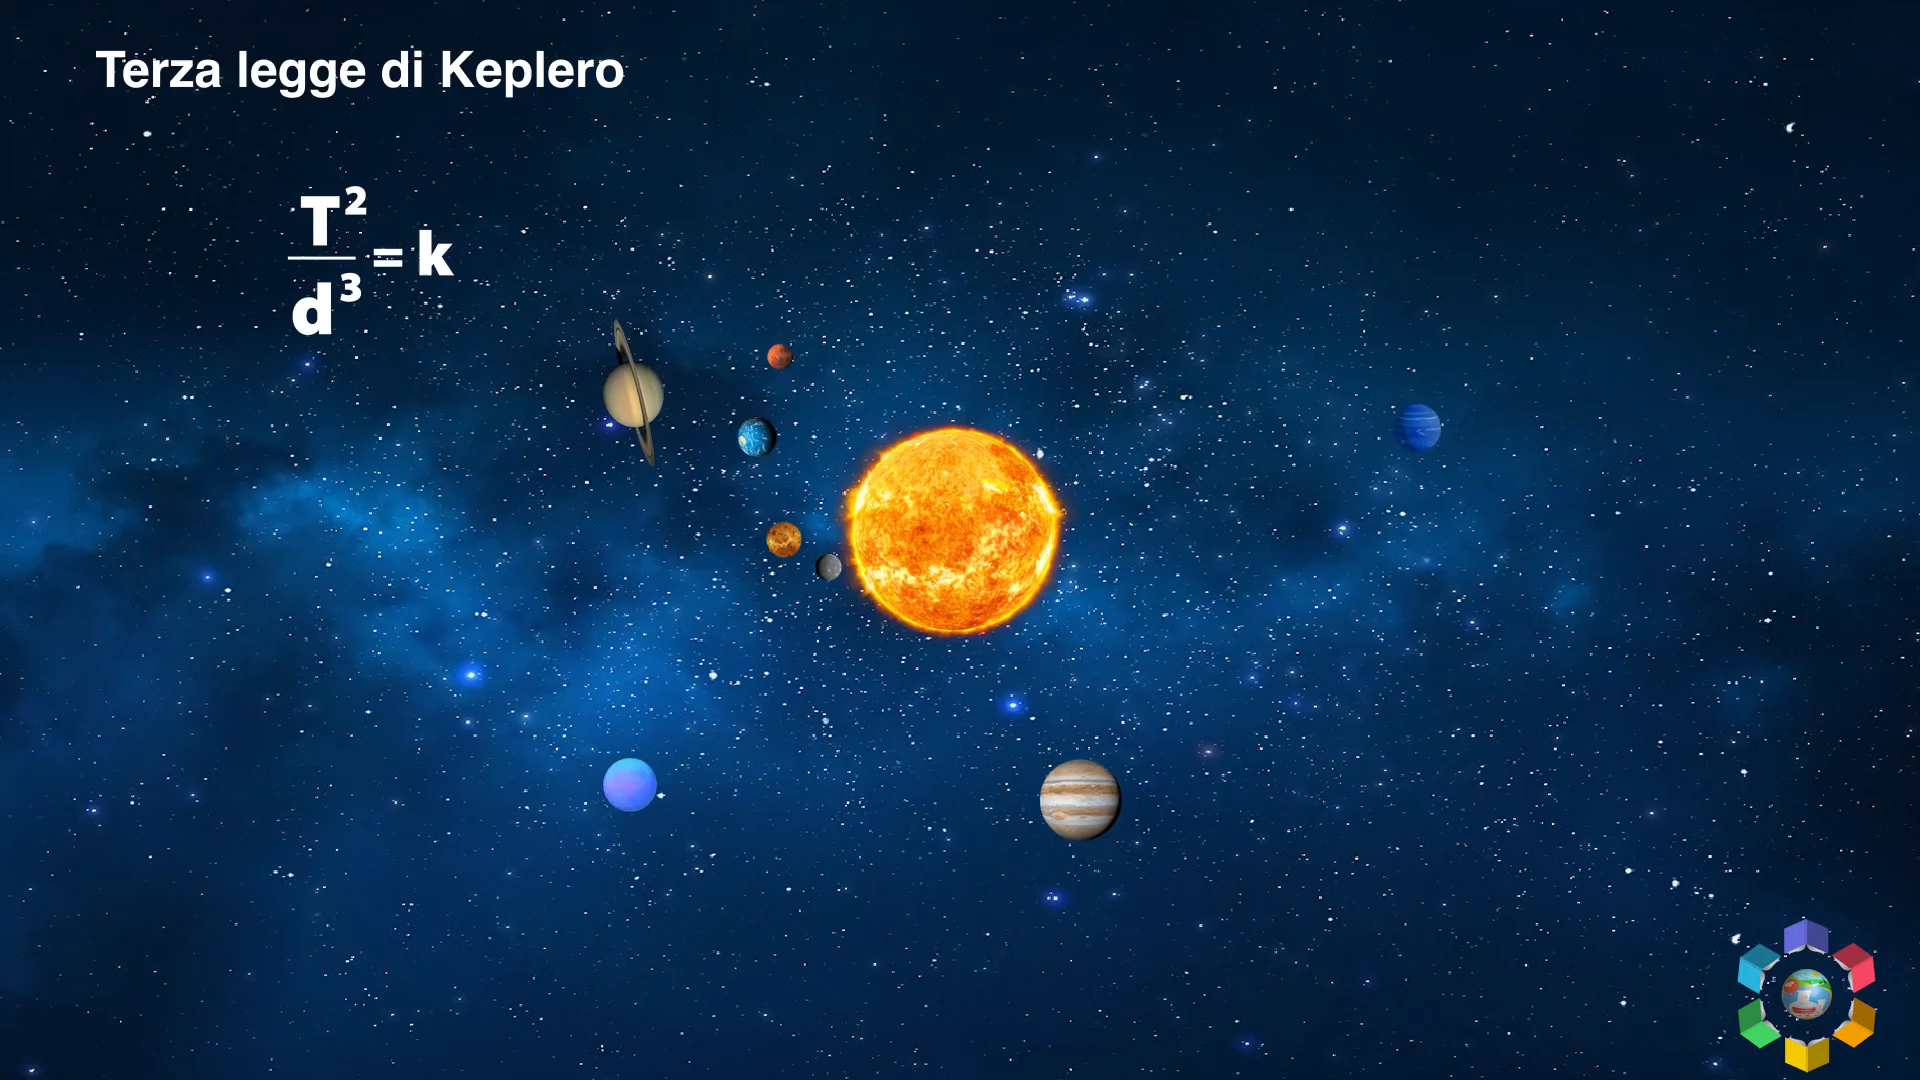 Terza legge di Keplero
T²
d³ = k